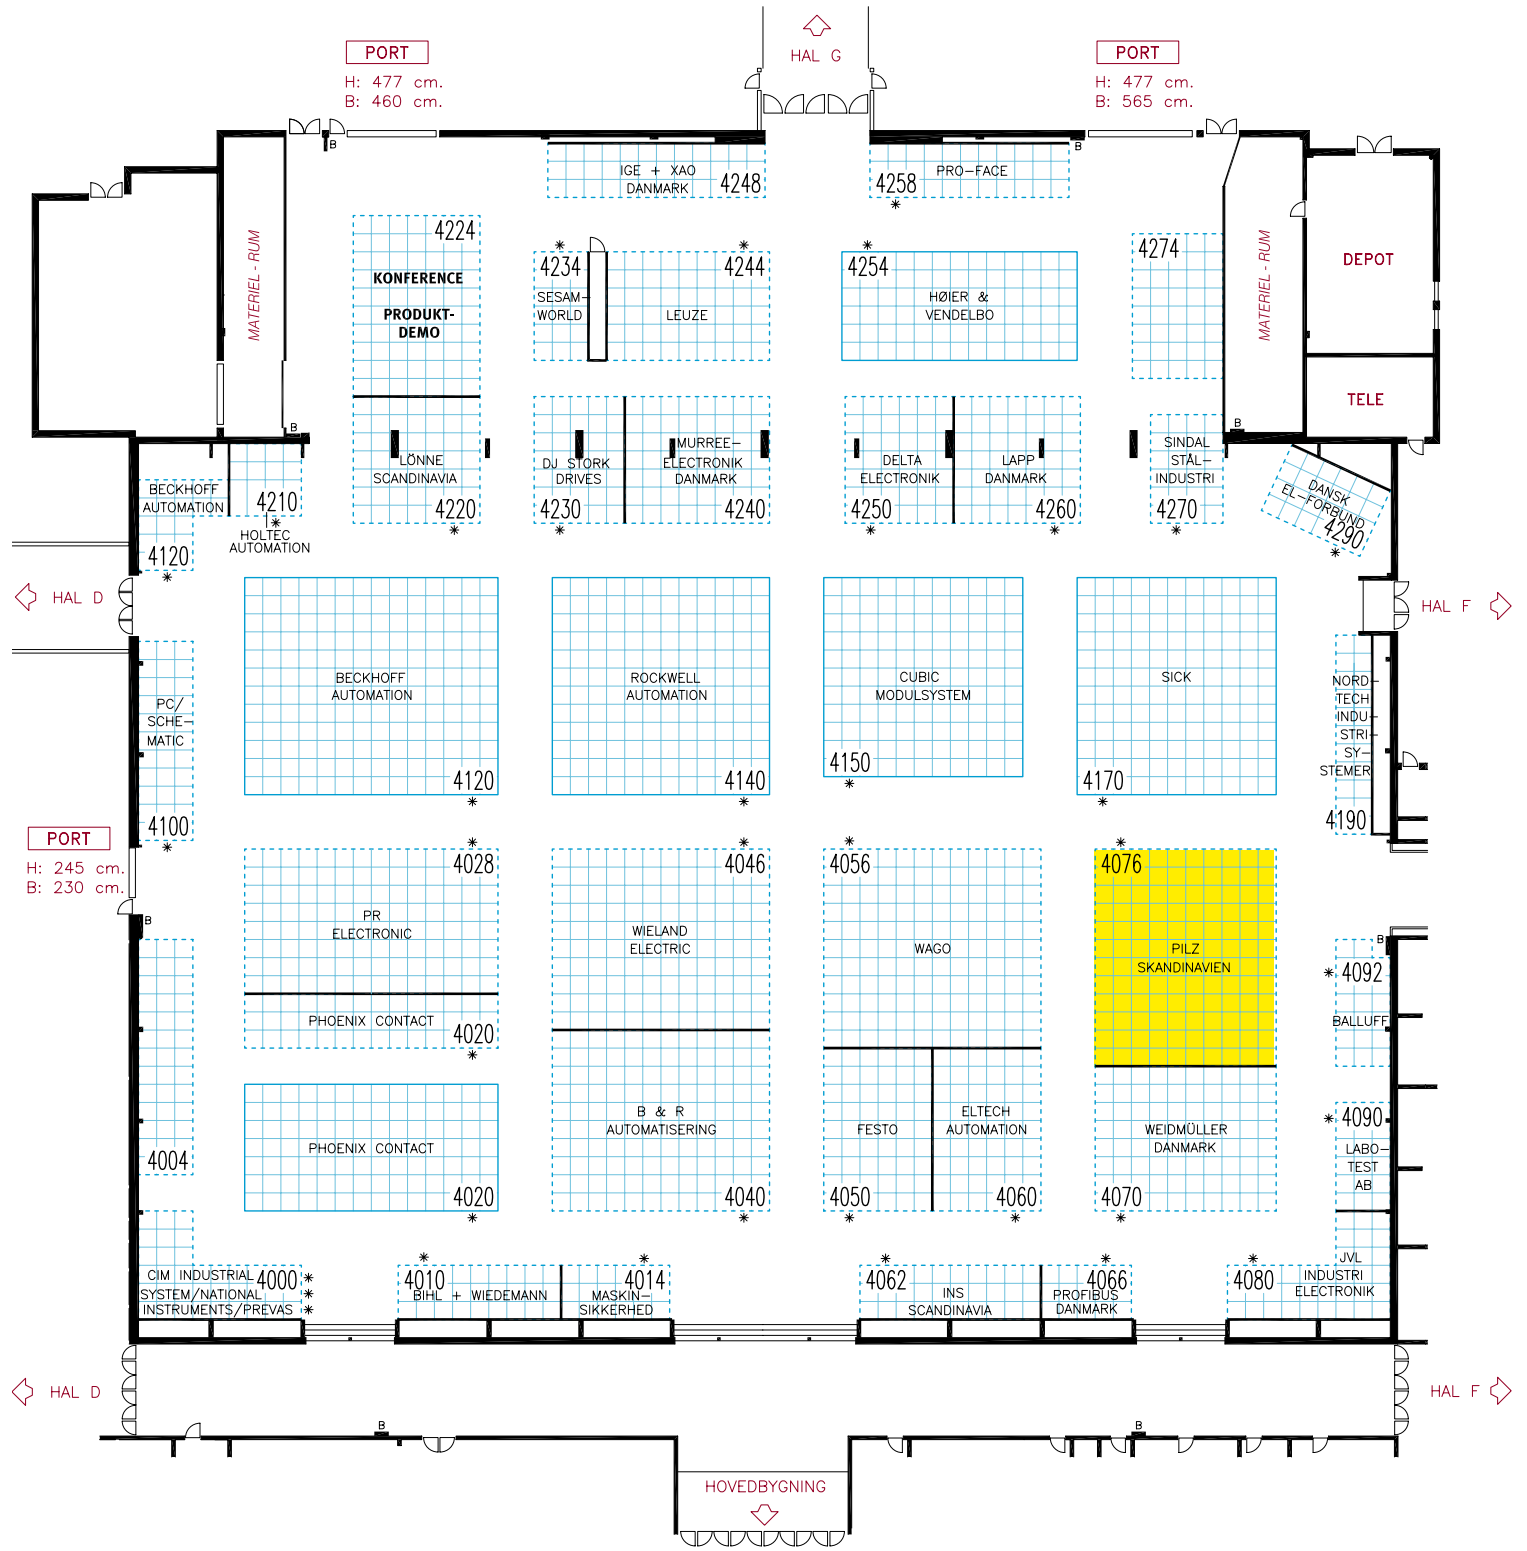 HAL G
PORT
H: 477 cm.
B: 460 cm.
PORT
H: 477 cm.
B: 565 cm.
B
B
IGE + XAO
DANMARK
4248
PRO-FACE
4258
MATERIEL - RUM
4224
KONFERENCE
PRODUKT-
DEMO
4234
SESAM-
WORLD
4244
LEUZE
4254
HØIER &
VENDELBO
4274
MATERIEL - RUM
DEPOT
TELE
B
B
LÖNNE
SCANDINAVIA
4220
DJ STORK
DRIVES
4230
MURREE-
ELECTRONIK
DANMARK
4240
DELTA
ELECTRONIK
4250
LAPP
DANMARK
4260
SINDAL
STÅL-
INDUSTRI
4270
DANSK
EL-FORBUND
4290
BECKHOFF
AUTOMATION
4120
4210
HOLTEC
AUTOMATION
HAL D
HAL F
PC/
SCHE-
MATIC
4100
BECKHOFF
AUTOMATION
4120
ROCKWELL
AUTOMATION
4140
CUBIC
MODULSYSTEM
4150
SICK
4170
NORD-
TECH
INDU-
STRI-
SY-
STEMER
4190
PORT
H: 245 cm.
B: 230 cm.
B
4028
PR
ELECTRONIC
PHOENIX CONTACT
4020
4046
WIELAND
ELECTRIC
4056
WAGO
4076
PILZ
SKANDINAVIEN
B
4092
BALLUFF
4004
PHOENIX CONTACT
4020
B & R
AUTOMATISERING
4040
FESTO
4050
ELTECH
AUTOMATION
4060
WEIDMÜLLER
DANMARK
4070
4090
LABO-
TEST
AB
CIM INDUSTRIAL
SYSTEM/NATIONAL
INSTRUMENTS/PREVAS
4000
4010
BIHL + WIEDEMANN
4014
MASKIN-
SIKKERHED
4062
INS
SCANDINAVIA
4066
PROFIBUS
DANMARK
4080
JVL
INDUSTRI
ELECTRONIK
HAL D
HAL F
B
B
HOVEDBYGNING